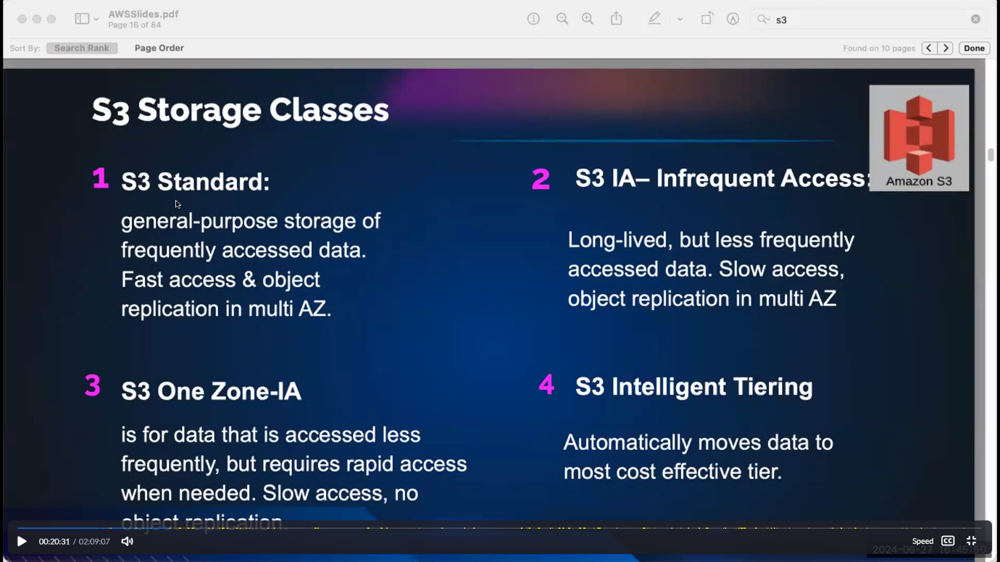 AWSSlides.pdf
Page 16 of 84
s3
Sort By:
Search Rank
Page Order
Found on 10 pages
Done
S3 Storage Classes
Amazon S3
1 S3 Standard:
general-purpose storage of
frequently accessed data.
Fast access & object
replication in multi AZ.
2 S3 IA– Infrequent Access:
Long-lived, but less frequently
accessed data. Slow access,
object replication in multi AZ
3 S3 One Zone-IA
is for data that is accessed less
frequently, but requires rapid access
when needed. Slow access, no
object replication.
4 S3 Intelligent Tiering
Automatically moves data to
most cost effective tier.
00:20:31 / 02:09:07
Speed
CC
2024-06-27 16:45:50